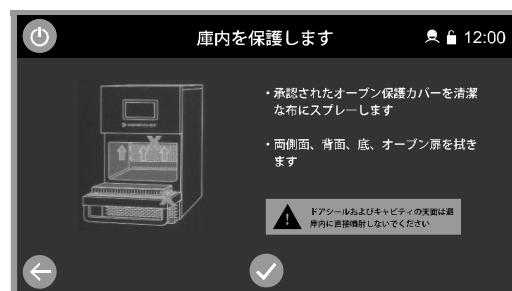 庫内を保護します
12:00
・承認されたオーブン保護カバーを清潔
な布にスプレーします
・両側面、背面、底、オーブン扉を拭き
ます
ドアシールおよびキャビティの天面は避
庫内に直接噴射しないでください